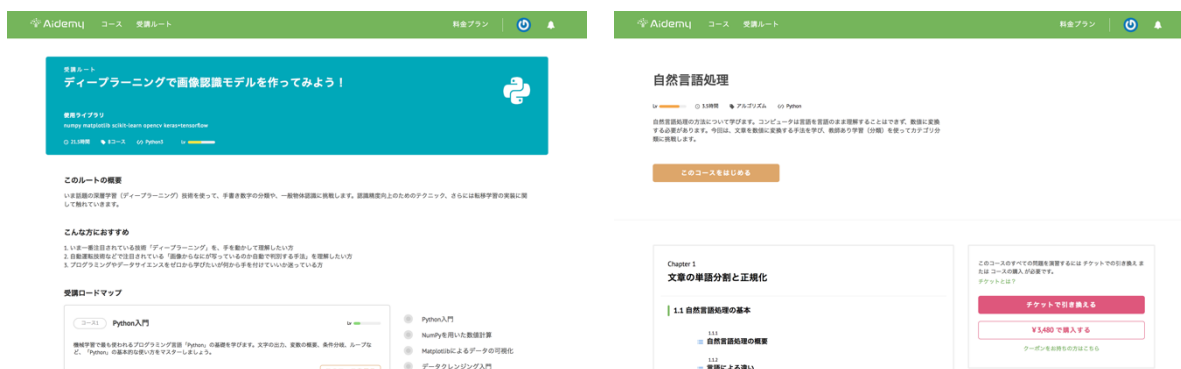 Aidemy コース 受講ルート 料金プラン
受講ルート
ディープラーニングで画像認識モデルを作ってみよう！
使用ライブラリ
numpy matplotlib scikit-learn opencv keras+tensorflow
8コース Python3 Lv
このルートの概要
いま話題の深層学習（ディープラーニング）技術を使って、手書き数字の分類や、一般物体認識に挑戦します。認識精度向上のためのテクニック、さらには転移学習の実装に関
して触れていきます。
こんな方におすすめ
1. いま一番注目されている技術「ディープラーニング」を、手を動かして理解したい方
2. 自動運転技術などで注目されている「画像からなにが写っているのか自動で判別する手法」を理解したい方
3. プログラミングやデータサイエンスをゼロから学びたいが何から手を付けていいか迷っている方
受講ロードマップ
コース1 Python入門 Lv
機械学習で最も使われるプログラミング言語「Python」の基礎を学びます。文字の出力、変数の概要、条件分岐、ループな
ど、「Python」の基本的な使い方をマスターしましょう。
Python入門
NumPyを用いた数値計算
Matplotlibによるデータの可視化
データクレンジング入門
Aidemy コース 受講ルート 料金プラン
自然言語処理
Lv 3.5時間 アルゴリズム Python
自然言語処理の方法について学びます。コンピュータは言語を言語のまま理解することはできず、数値に変換
する必要があります。今回は、文章を数値に変換する手法を学び、教師あり学習（分類）を使ってカテゴリ分
類に挑戦します。
このコースをはじめる
Chapter 1
文章の単語分割と正規化
1.1 自然言語処理の基本
1.1.1
自然言語処理の概要
1.1.2
言語による違い
このコースのすべての問題を演習するには チケットでの引き換え ま
たは コースの購入 が必要です。
チケットとは？
チケットで引き換える
¥3,480 で購入する
クーポンをお持ちの方はこちら